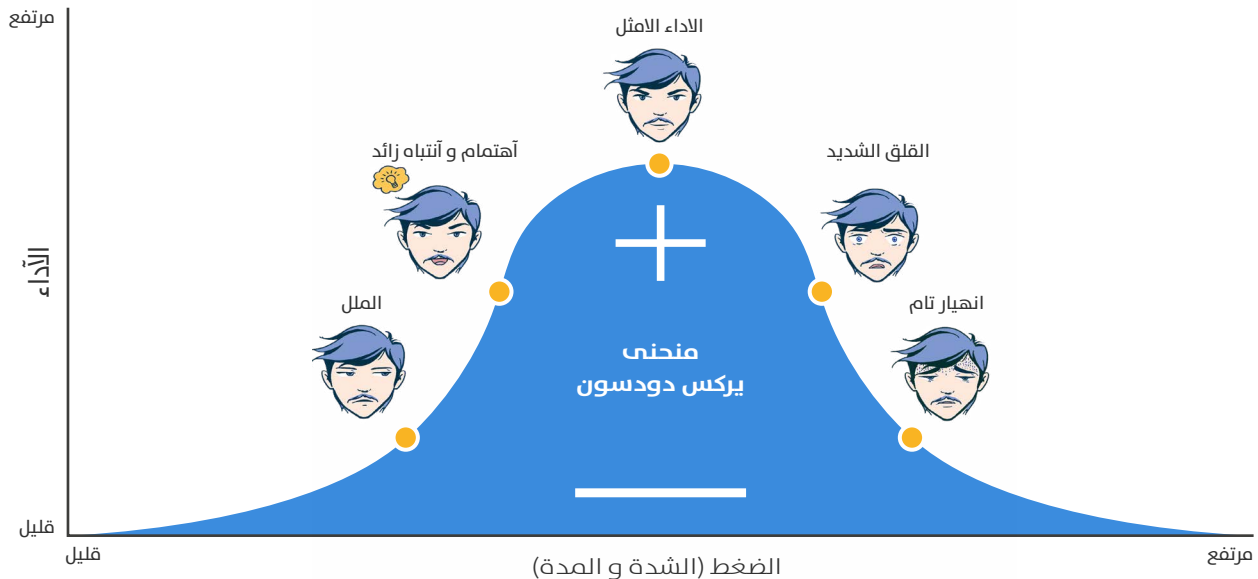 مرتفع
الاداء الامثل
آهتمام و آنتباه زائد
القلق الشديد
الملل
انهيار تام
الآداء
منحنى
يركس دودسون
قليل
قليل
الضغط (الشدة و المدة)
مرتفع